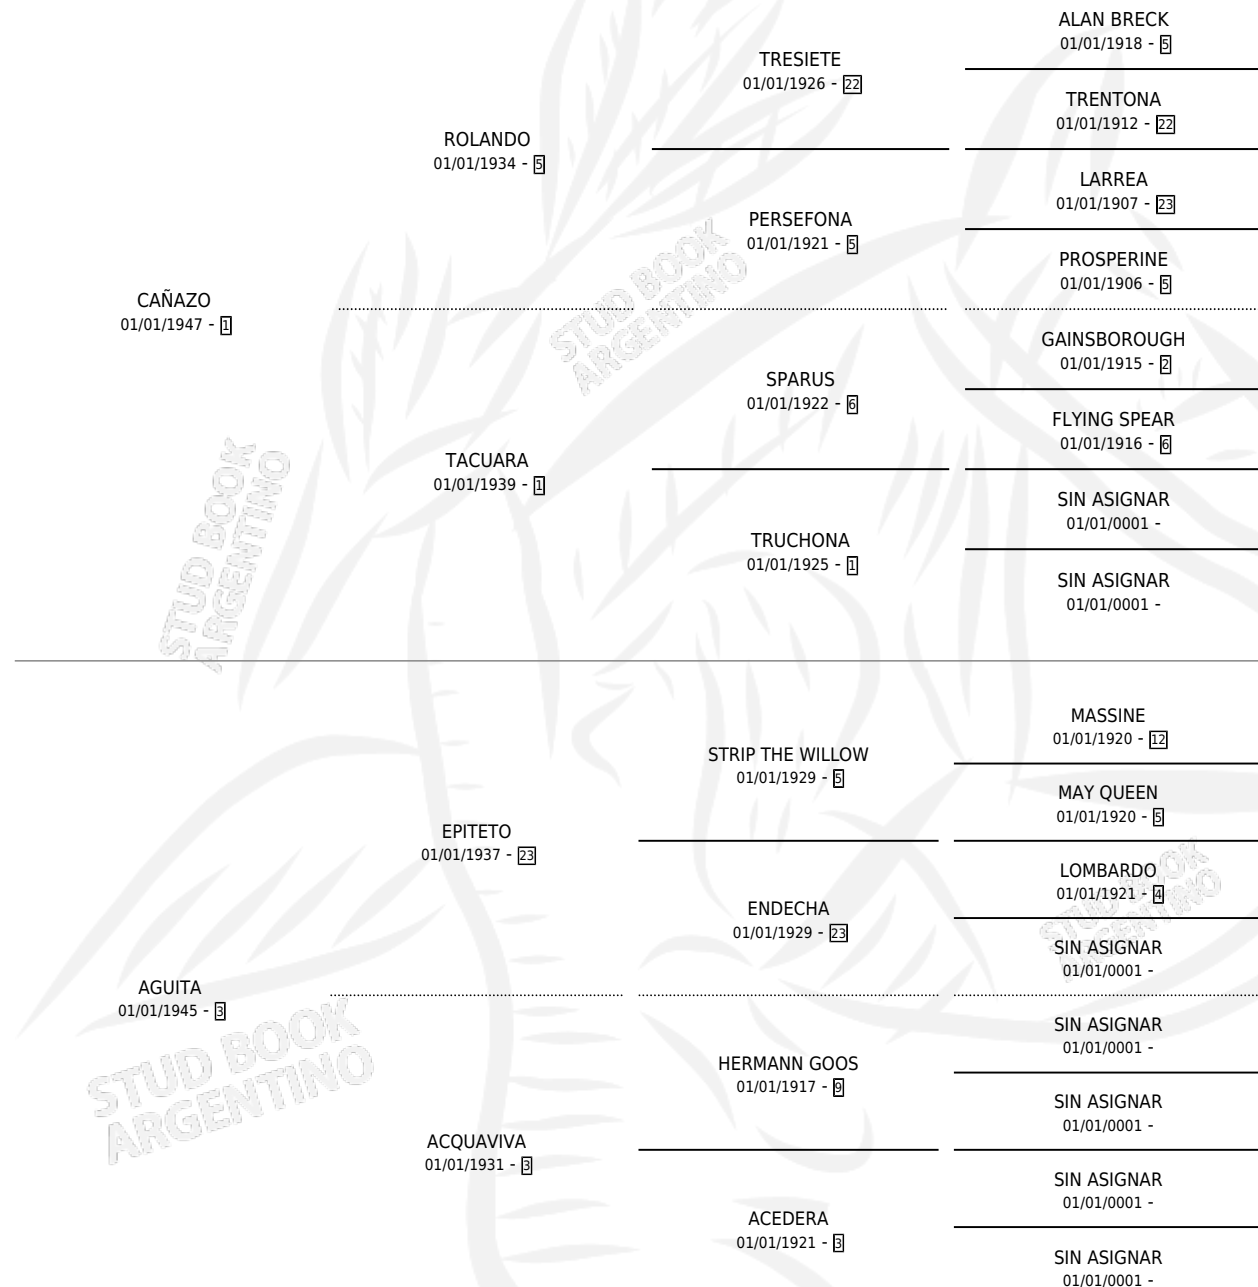 ALAN BRECK
01/01/1918 - 5
TRESIETE
01/01/1926 - 22
TRENTONA
01/01/1912 - 22
ROLANDO
01/01/1934 - 5
LARREA
01/01/1907 - 23
PERSEFONA
01/01/1921 - 5
PROSPERINE
01/01/1906 - 5
CAÑAZO
01/01/1947 - 1
GAINSBOROUGH
01/01/1915 - 2
SPARUS
01/01/1922 - 6
FLYING SPEAR
01/01/1916 - 6
TACUARA
01/01/1939 - 1
SIN ASIGNAR
01/01/0001 -
TRUCHONA
01/01/1925 - 1
SIN ASIGNAR
01/01/0001 -
MASSINE
01/01/1920 - 12
STRIP THE WILLOW
01/01/1929 - 5
MAY QUEEN
01/01/1920 - 5
EPITETO
01/01/1937 - 23
LOMBARDO
01/01/1921 - 4
ENDECHA
01/01/1929 - 23
SIN ASIGNAR
01/01/0001 -
AGUITA
01/01/1945 - 3
SIN ASIGNAR
01/01/0001 -
HERMANN GOOS
01/01/1917 - 9
SIN ASIGNAR
01/01/0001 -
ACQUAVIVA
01/01/1931 - 3
SIN ASIGNAR
01/01/0001 -
ACEDERA
01/01/1921 - 3
SIN ASIGNAR
01/01/0001 -
STUD BOOK
ARGENTINO
STUD BOOK
ARGENTINO
STUD BOOK
ARGENTINO
STUD BOOK
ARGENTINO